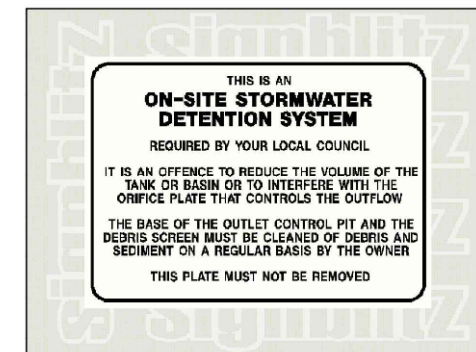 signblitz
THIS IS AN
ON-SITE STORMWATER
DETENTION SYSTEM
REQUIRED BY YOUR LOCAL COUNCIL
IT IS AN OFFENCE TO REDUCE THE VOLUME OF THE
TANK OR BASIN OR TO INTERFERE WITH THE
ORIFICE PLATE THAT CONTROLS THE OUTFLOW
THE BASE OF THE OUTLET CONTROL PIT AND THE
DEBRIS SCREEN MUST BE CLEANED OF DEBRIS AND
SEDIMENT ON A REGULAR BASIS BY THE OWNER
THIS PLATE MUST NOT BE REMOVED
signblitz
signblitz